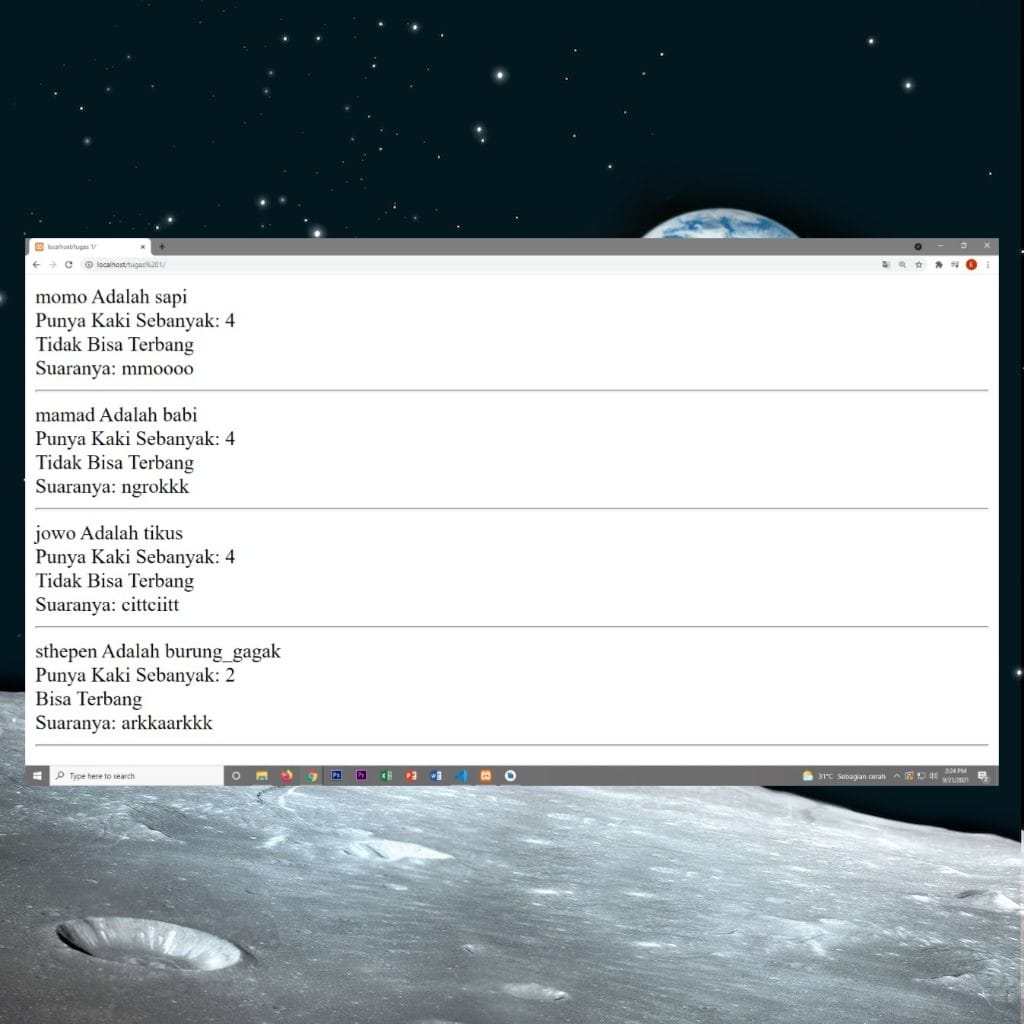 localhost/tugas 1/
localhost/tugas%201/
momo Adalah sapi
Punya Kaki Sebanyak: 4
Tidak Bisa Terbang
Suaranya: mmoooo
mamad Adalah babi
Punya Kaki Sebanyak: 4
Tidak Bisa Terbang
Suaranya: ngrokkk
jowo Adalah tikus
Punya Kaki Sebanyak: 4
Tidak Bisa Terbang
Suaranya: cittciitt
sthepen Adalah burung_gagak
Punya Kaki Sebanyak: 2
Bisa Terbang
Suaranya: arkkaarkkk
Type here to search
31°C Sebagian cerah
2:24 PM
9/21/2021